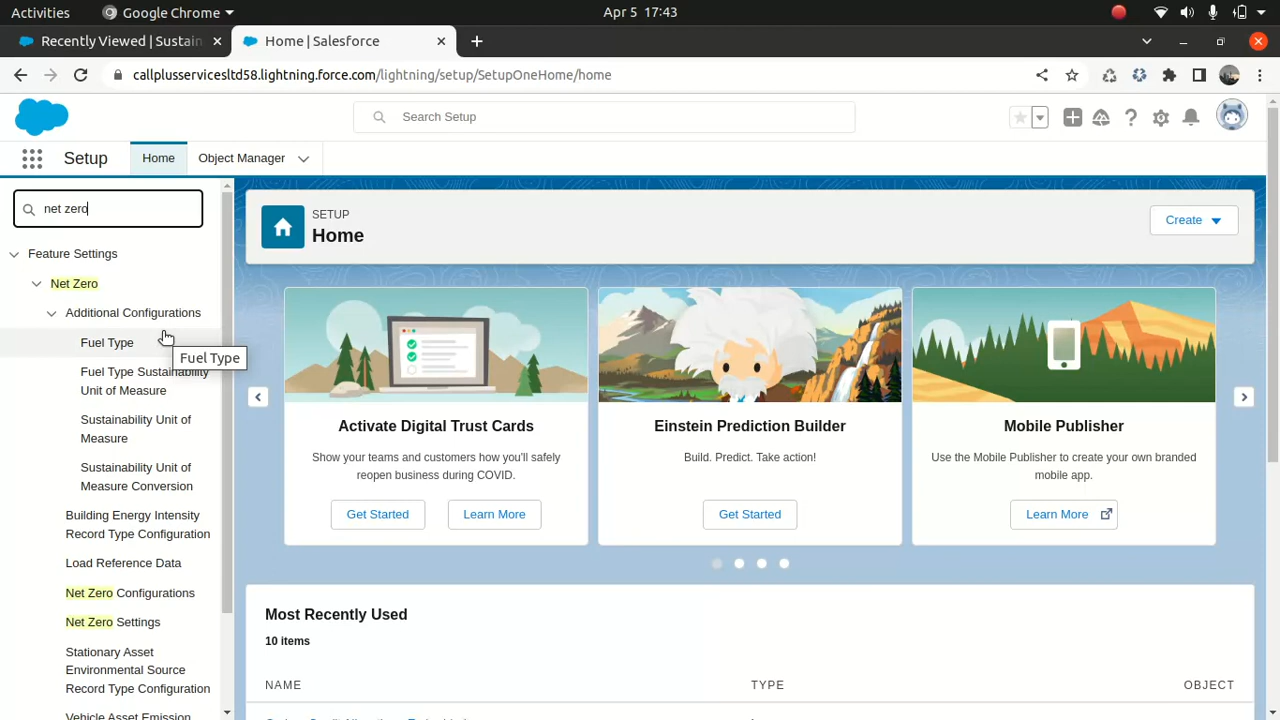 Activities
Google Chrome
Apr 5 17:43
Recently Viewed | Sustain
Home | Salesforce
callplusservicesltd58.lightning.force.com/lightning/setup/SetupOneHome/home
Search Setup
Setup
Home
Object Manager
net zero
Feature Settings
Net Zero
Additional Configurations
Fuel Type
Fuel Type
Fuel Type Sustainability
Unit of Measure
Sustainability Unit of
Measure
Sustainability Unit of
Measure Conversion
Building Energy Intensity
Record Type Configuration
Load Reference Data
Net Zero Configurations
Net Zero Settings
Stationary Asset
Environmental Source
Record Type Configuration
Vehicle Asset Emission
SETUP
Home
Create
Activate Digital Trust Cards
Show your teams and customers how you'll safely
reopen business during COVID.
Get Started
Learn More
Einstein Prediction Builder
Build. Predict. Take action!
Get Started
Mobile Publisher
Use the Mobile Publisher to create your own branded
mobile app.
Learn More
Most Recently Used
10 items
NAME
TYPE
OBJECT